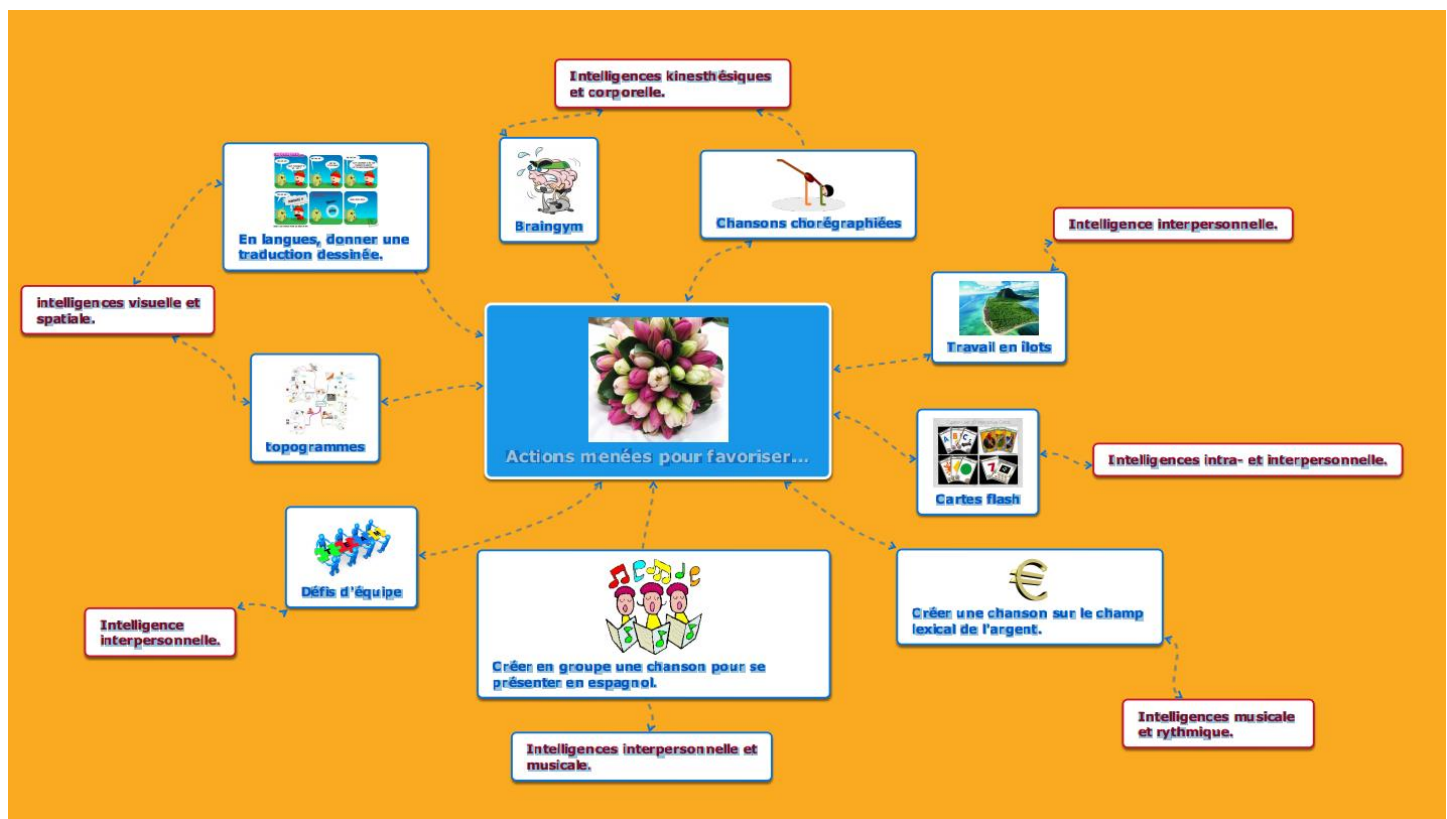 Intelligences kinesthésiques
et corporelle.
Braingym
Chansons chorégraphiées
En langues, donner une
traduction dessinée.
Intelligence interpersonnelle.
Travail en îlots
intelligences visuelle et
spatiale.
topogrammes
Actions menées pour favoriser...
Cartes flash
Intelligences intra- et interpersonnelle.
Défis d'équipe
Intelligence
interpersonnelle.
Créer en groupe une chanson pour se
présenter en espagnol.
Créer une chanson sur le champ
lexical de l'argent.
Intelligences interpersonnelle et
musicale.
Intelligences musicale
et rythmique.